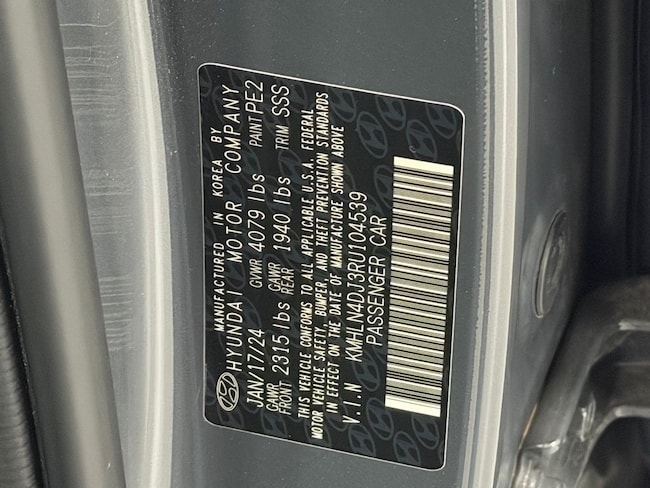 MANUFACTURED IN KOREA BY
HYUNDAI MOTOR COMPANY
JAN/17/24 GVWR 4079 lbs PAINT PE2
GAWR FRONT 2315 lbs GAWR REAR 1940 lbs TRIM SSS
THIS VEHICLE CONFORMS TO ALL APPLICABLE U.S.A. FEDERAL
MOTOR VEHICLE SAFETY, BUMPER, AND THEFT PREVENTION STANDARDS
IN EFFECT ON THE DATE OF MANUFACTURE SHOWN ABOVE
V.I.N KMHLN4DJ3RU104539
PASSENGER CAR